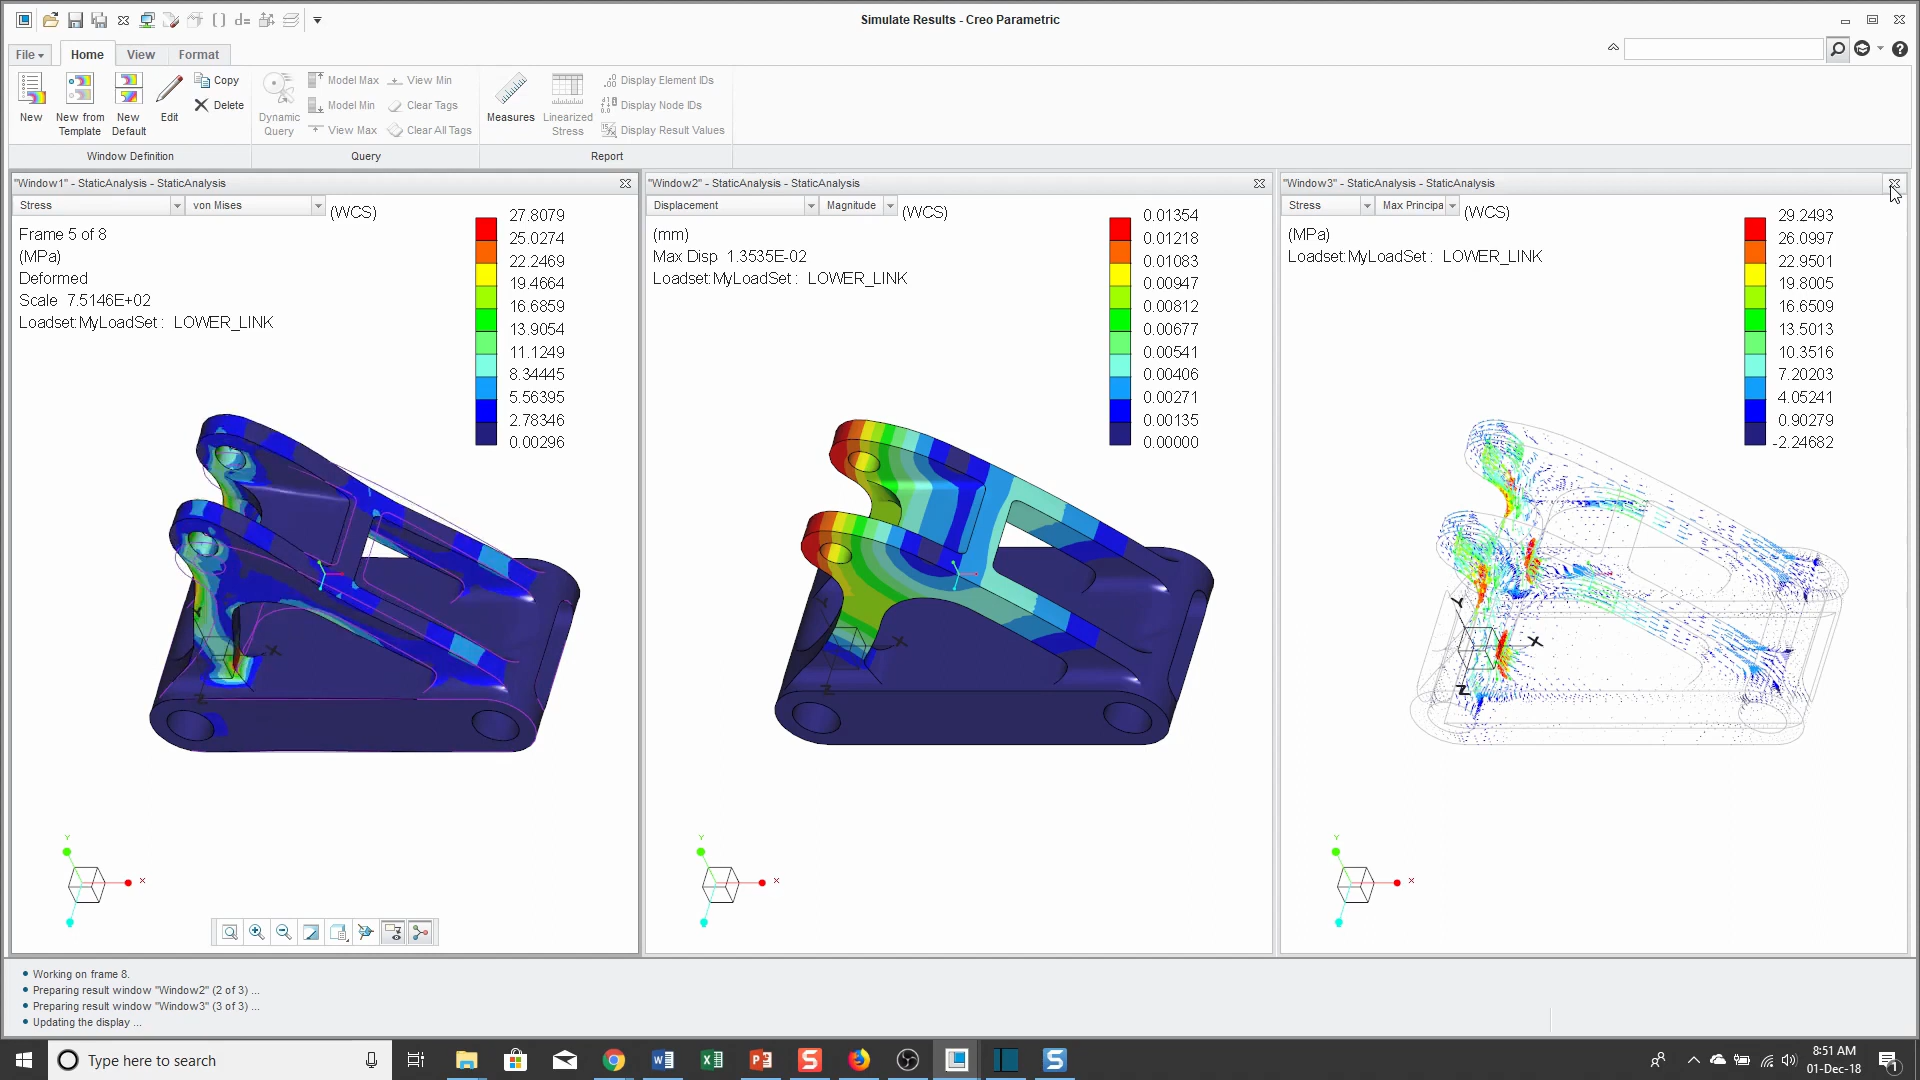 Simulate Results - Creo Parametric
File
Home
View
Format
New
New from Template
New Default
Edit
Copy
Delete
Window Definition
Dynamic Query
Model Max
Model Min
View Max
View Min
Clear Tags
Clear All Tags
Query
Measures
Linearized Stress
Display Element IDs
Display Node IDs
Display Result Values
Report
"Window1" - StaticAnalysis - StaticAnalysis
Stress
von Mises
(WCS)
Frame 5 of 8
(MPa)
Deformed
Scale 7.5146E+02
Loadset:MyLoadSet : LOWER_LINK
27.8079
25.0274
22.2469
19.4664
16.6859
13.9054
11.1249
8.34445
5.56395
2.78346
0.00296
Y
X
Z
Y
X
"Window2" - StaticAnalysis - StaticAnalysis
Displacement
Magnitude
(WCS)
(mm)
Max Disp 1.3535E-02
Loadset:MyLoadSet : LOWER_LINK
0.01354
0.01218
0.01083
0.00947
0.00812
0.00677
0.00541
0.00406
0.00271
0.00135
0.00000
Y
X
Z
Y
X
"Window3" - StaticAnalysis - StaticAnalysis
Stress
Max Principa
(WCS)
(MPa)
Loadset:MyLoadSet : LOWER_LINK
29.2493
26.0997
22.9501
19.8005
16.6509
13.5013
10.3516
7.20203
4.05241
0.90279
-2.24682
Y
X
Z
Y
X
Working on frame 8.
Preparing result window "Window2" (2 of 3) ...
Preparing result window "Window3" (3 of 3) ...
Updating the display ...
Type here to search
8:51 AM
01-Dec-18
1